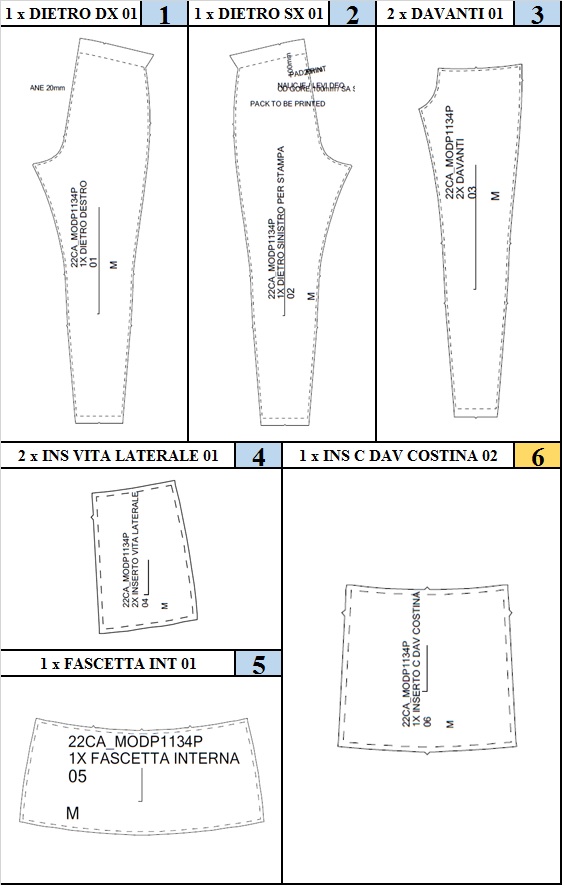 1 x DIETRO DX 01 1
1 x DIETRO SX 01 2
2 x DAVANTI 01 3
ANE 20mm
22CA_MODP1134P
1X DIETRO DESTRO
01
M
100mm
PAD PRINT
NALICJE / LEVI DEO
OD GORE, 100mm / SA S
PACK TO BE PRINTED
22CA_MODP1134P
1X DIETRO SINISTRO PER STAMPA
02
M
22CA_MODP1134P
2X DAVANTI
03
M
2 x INS VITA LATERALE 01 4
1 x INS C DAV COSTINA 02 6
22CA_MODP1134P
2X INSERTO VITA LATERALE
04
M
22CA_MODP1134P
1X INSERTO C DAV COSTINA
06
M
1 x FASCETTA INT 01 5
22CA_MODP1134P
1X FASCETTA INTERNA
05
M